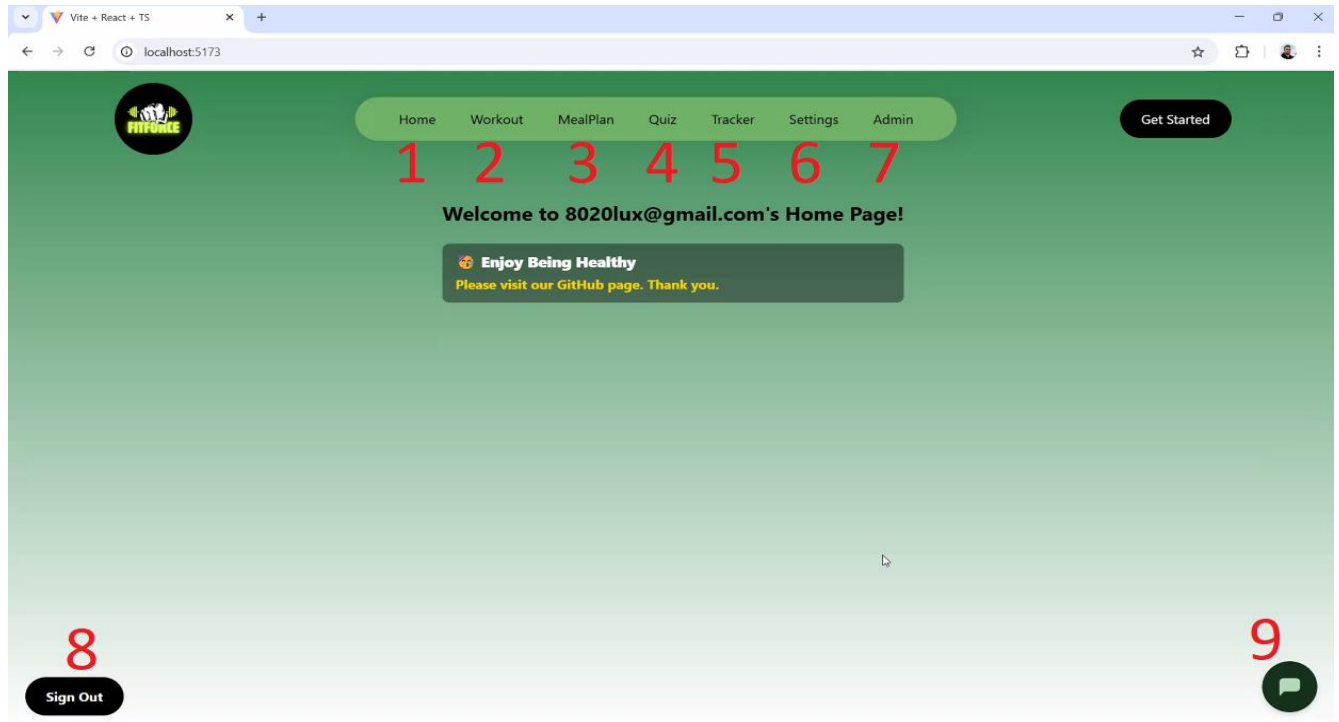 Vite + React + TS
localhost:5173
FITFORCE
Home Workout MealPlan Quiz Tracker Settings Admin
Get Started
1 2 3 4 5 6 7
Welcome to 8020lux@gmail.com's Home Page!
🥳 Enjoy Being Healthy
Please visit our GitHub page. Thank you.
8
9
Sign Out